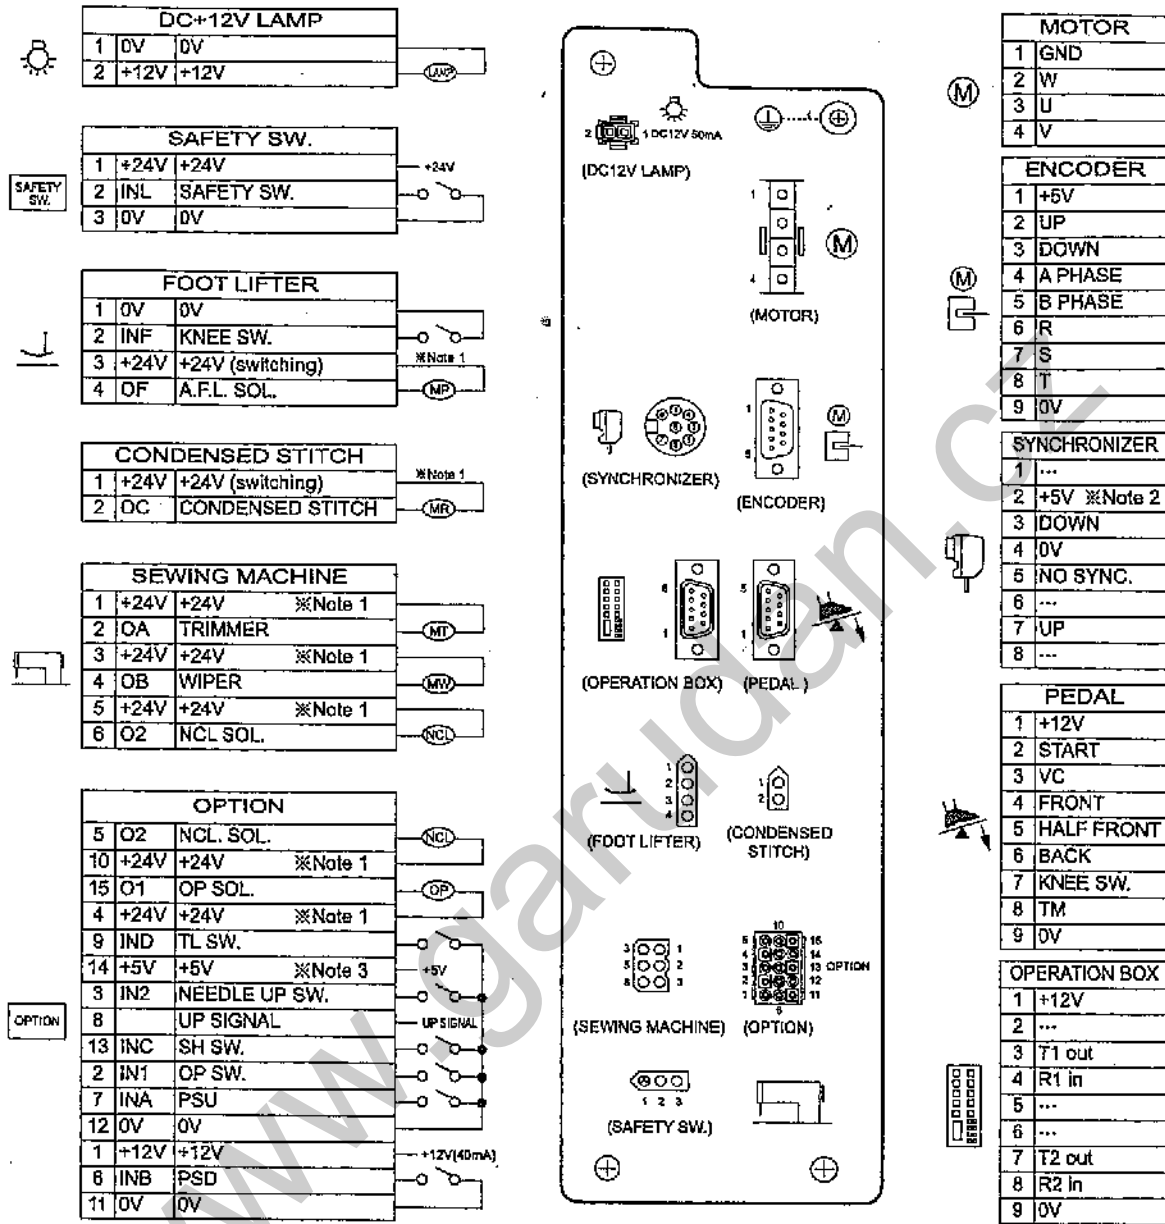 DC+12V LAMP
1 0V 0V
2 +12V +12V
LAMP
SAFETY SW.
1 +24V +24V
+24V
SAFETY
SW.
2 INL SAFETY SW.
3 0V 0V
FOOT LIFTER
1 0V 0V
2 INF KNEE SW.
3 +24V +24V (switching)
※Note 1
4 OF A.F.L. SOL.
MP
CONDENSED STITCH
1 +24V +24V (switching)
※Note 1
2 OC CONDENSED STITCH
MR
SEWING MACHINE
1 +24V +24V ※Note 1
2 OA TRIMMER
MT
3 +24V +24V ※Note 1
4 OB WIPER
MW
5 +24V +24V ※Note 1
6 O2 NCL SOL.
NCL
OPTION
5 O2 NCL. SOL.
NCL
10 +24V +24V ※Note 1
15 O1 OP SOL.
OP
4 +24V +24V ※Note 1
9 IND TL SW.
14 +5V +5V ※Note 3
+5V
3 IN2 NEEDLE UP SW.
OPTION
8 UP SIGNAL
UP SIGNAL
13 INC SH SW.
2 IN1 OP SW.
7 INA PSU
12 0V 0V
1 +12V +12V
+12V(40mA)
6 INB PSD
11 0V 0V
2 1 DC12V 50mA
(DC12V LAMP)
1
4
M
(MOTOR)
(SYNCHRONIZER)
1
M
(ENCODER)
1
5
1
(OPERATION BOX) (PEDAL)
1
2
3
4
(FOOT LIFTER)
1
2
(CONDENSED
STITCH)
1
2
3
(SEWING MACHINE)
10
5 15
4 14
3 13 OPTION
2 12
1 11
6
(OPTION)
1 2 3
(SAFETY SW.)
MOTOR
1 GND
2 W
M
3 U
4 V
ENCODER
1 +5V
2 UP
3 DOWN
M
4 A PHASE
5 B PHASE
6 R
7 S
8 T
9 0V
SYNCHRONIZER
1 ---
2 +5V ※Note 2
3 DOWN
4 0V
5 NO SYNC.
6 ---
7 UP
8 ---
PEDAL
1 +12V
2 START
3 VC
4 FRONT
5 HALF FRONT
6 BACK
7 KNEE SW.
8 TM
9 0V
OPERATION BOX
1 +12V
2 ---
3 T1 out
4 R1 in
5 ---
6 ---
7 T2 out
8 R2 in
9 0V
www.garudan.cz